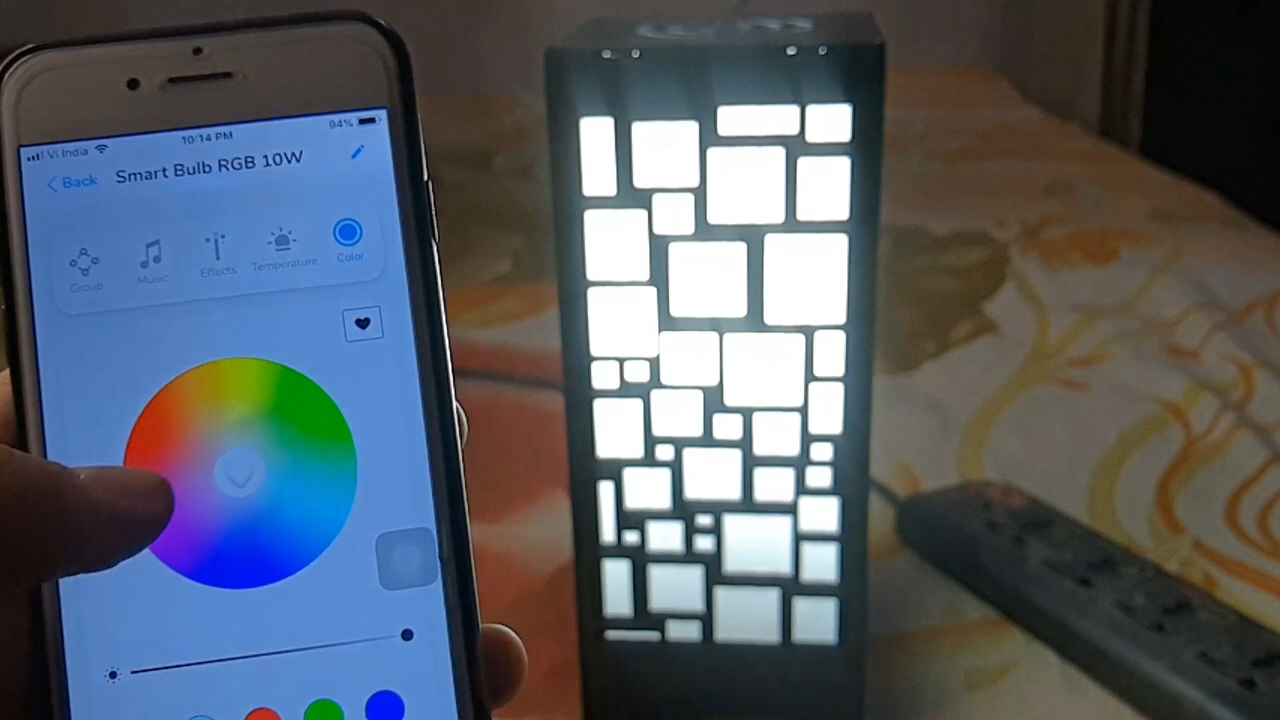 Vi India
10:14 PM
94%
Back
Smart Bulb RGB 10W
Group
Music
Effects
Temperature
Color